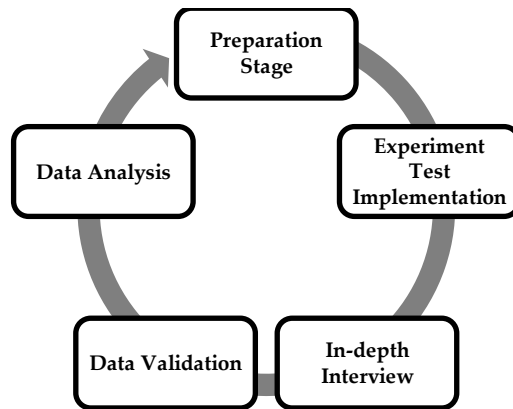 Preparation
Stage
Experiment
Test
Implementation
In-depth
Interview
Data Validation
Data Analysis